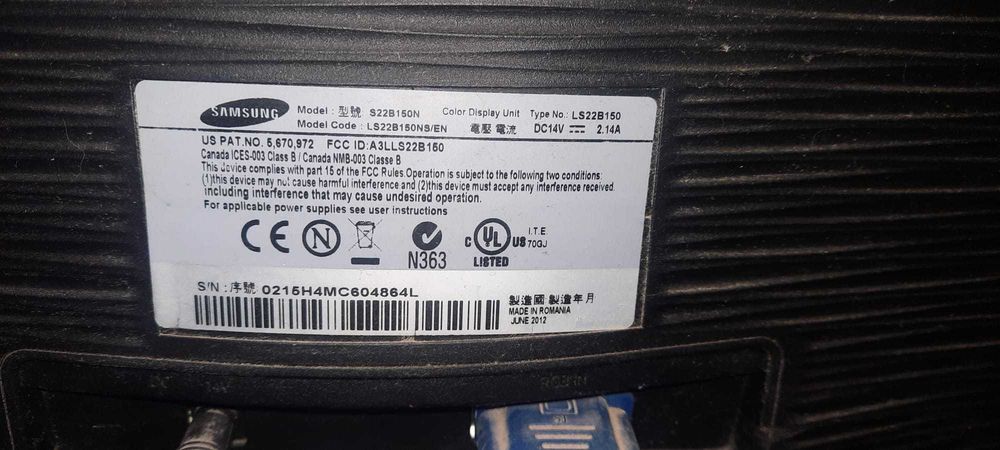 SAMSUNG
Model : 型號 S22B150N Color Display Unit Type No.: LS22B150
Model Code : LS22B150NS/EN 電壓 電流 DC14V 2.14A
US PAT.NO. 5,670,972 FCC ID:A3LLS22B150
Canada ICES-003 Class B / Canada NMB-003 Classe B
This device complies with part 15 of the FCC Rules.Operation is subject to the following two conditions:
(1)this device may not cause harmful interference and (2)this device must accept any interference received.
including interference that may cause undesired operation.
For applicable power supplies see user instructions
CE N N363 C UL US LISTED I.T.E. 70GJ
S/N : 序號 0215H4MC604864L
製造國 製造年月
MADE IN ROMANIA
JUNE 2012
DC 14V